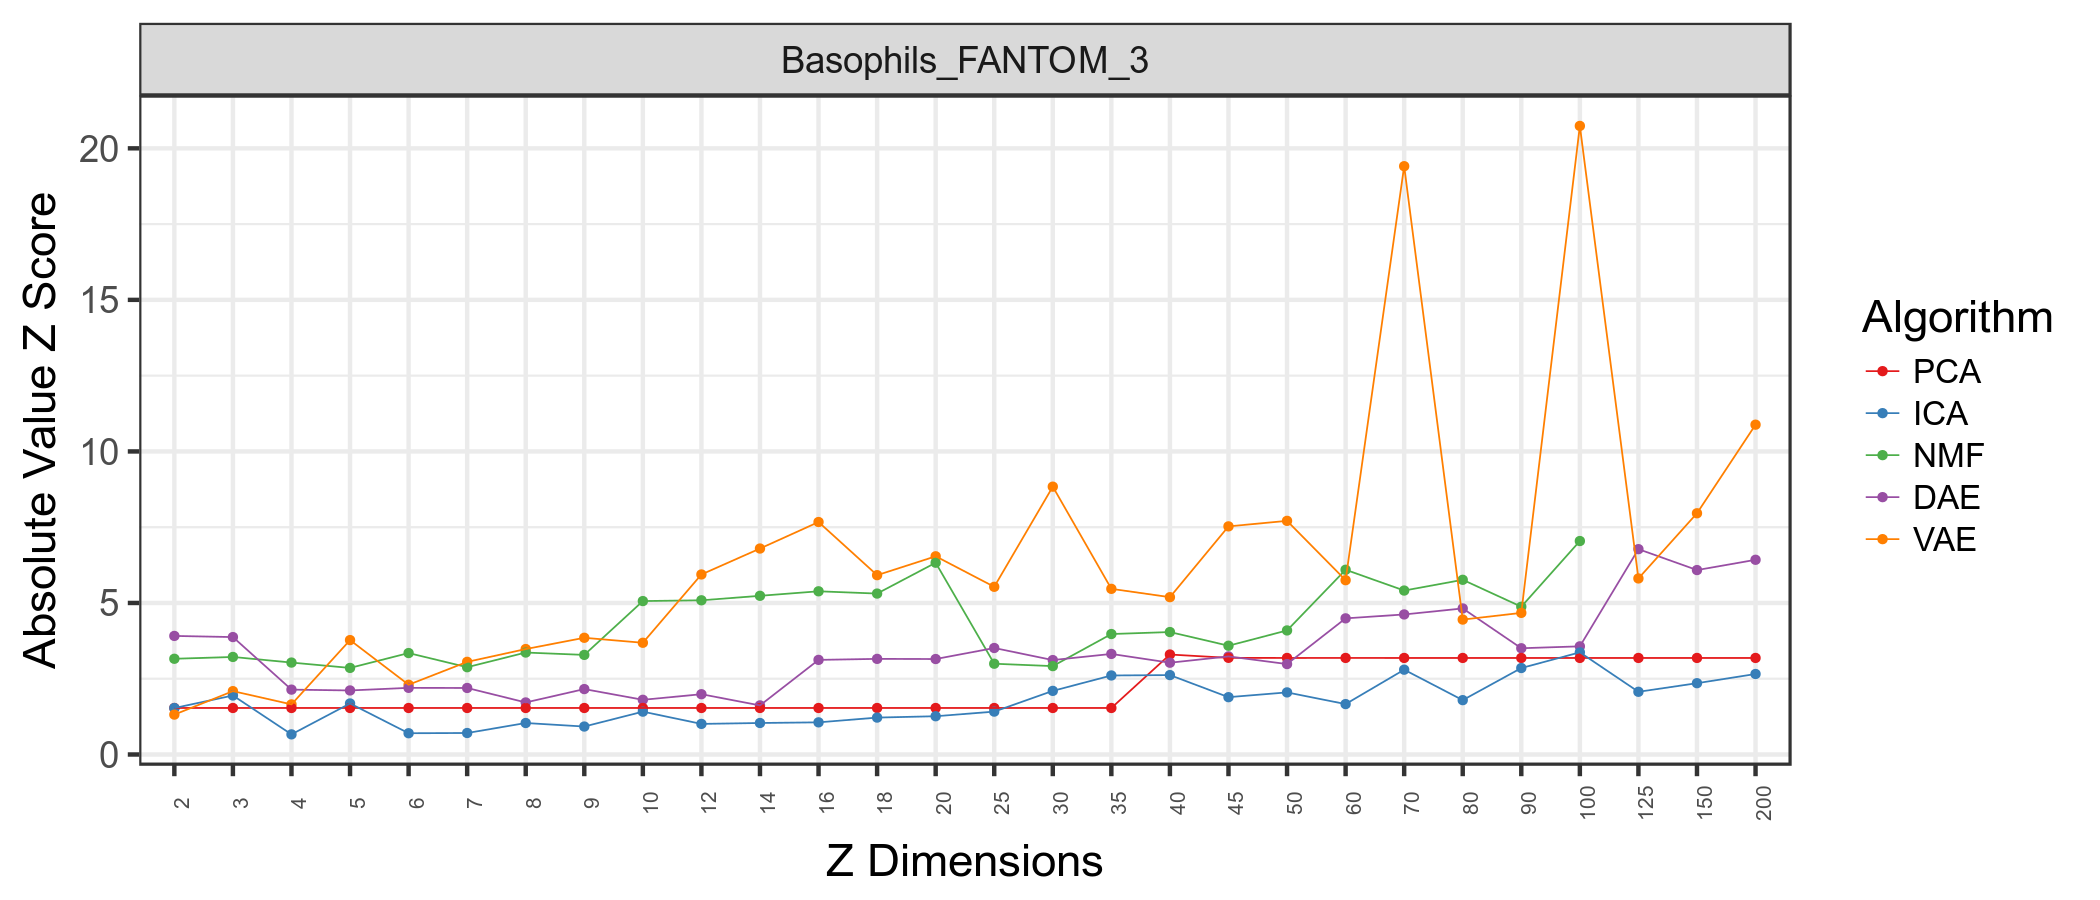 Basophils_FANTOM_3
Absolute Value Z Score
20
15
10
5
0
2 3 4 5 6 7 8 9 10 12 14 16 18 20 25 30 35 40 45 50 60 70 80 90 100 125 150 200
Z Dimensions
Algorithm
PCA
ICA
NMF
DAE
VAE